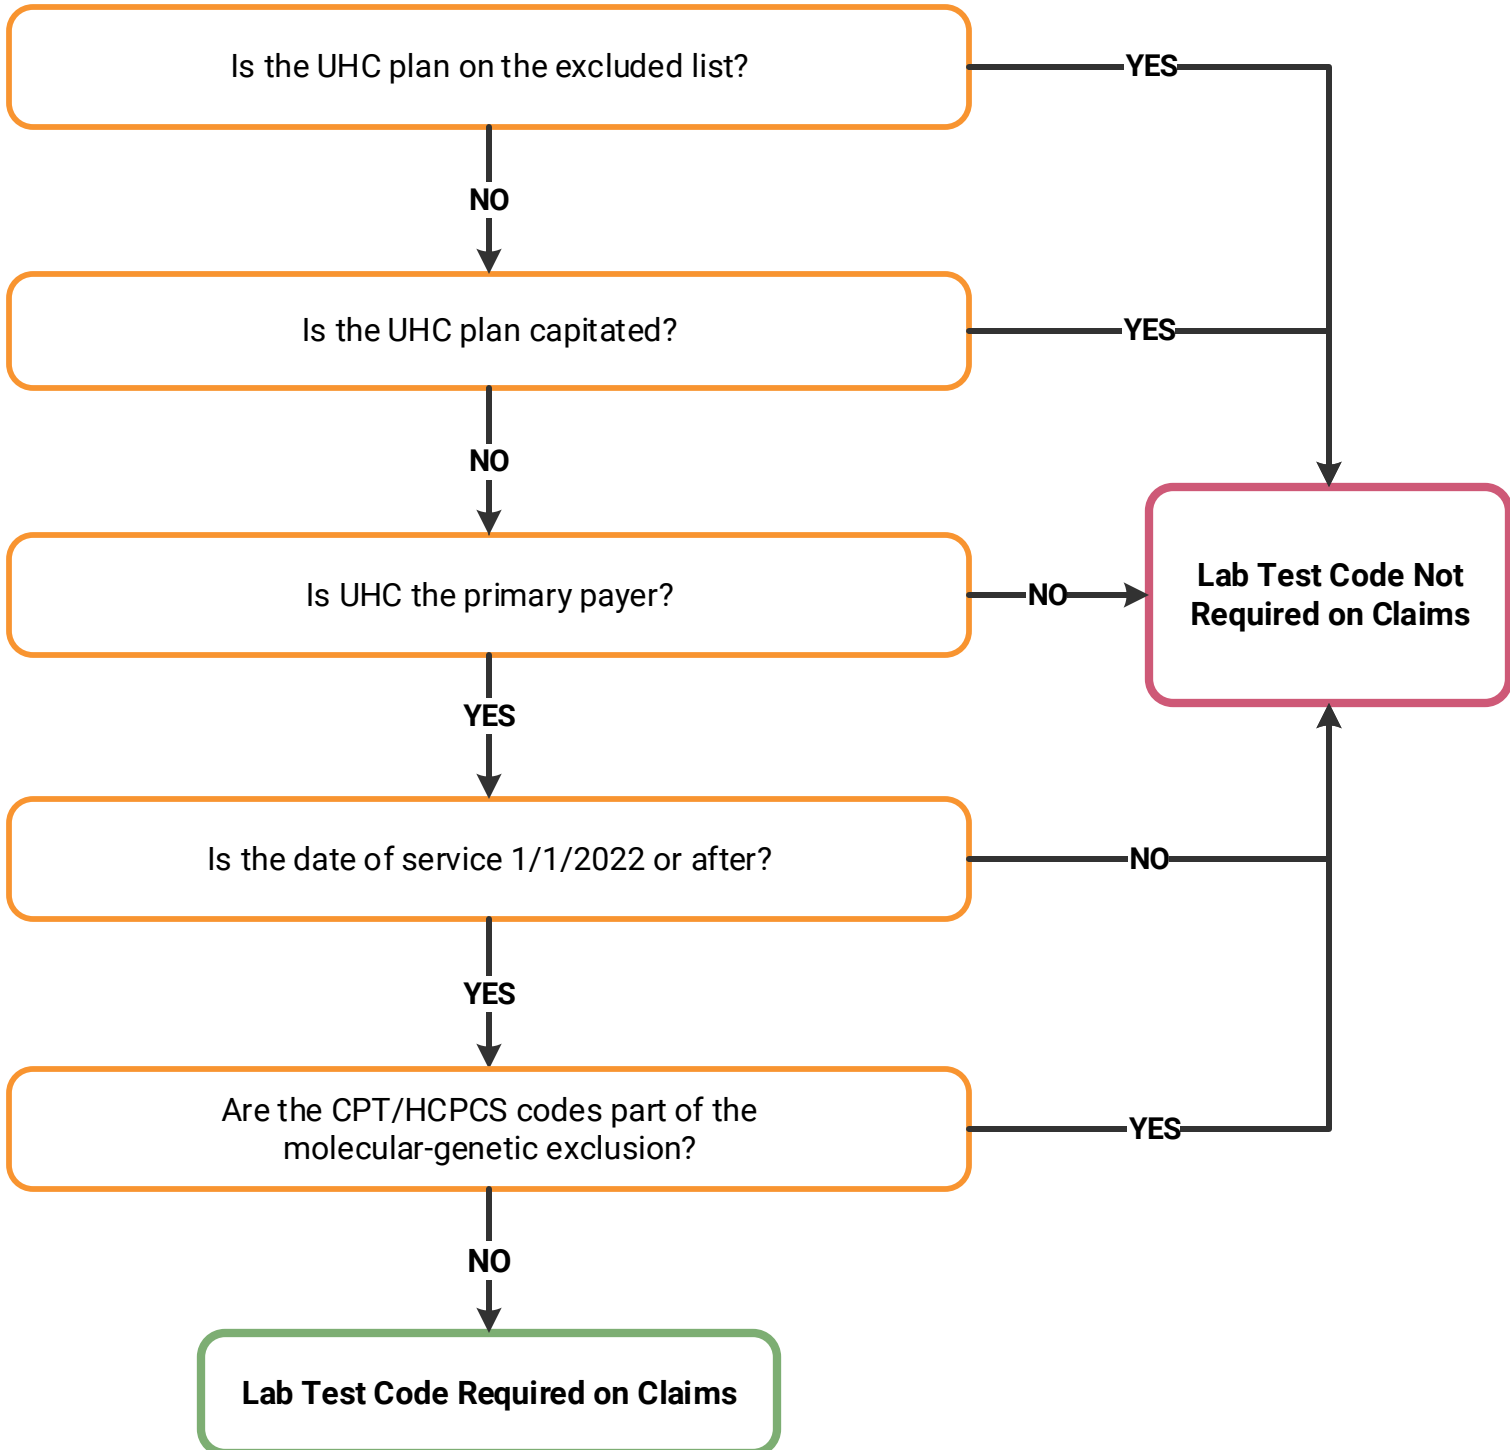 Is the UHC plan on the excluded list?
YES
NO
Is the UHC plan capitated?
YES
NO
Is UHC the primary payer?
NO
Lab Test Code Not
Required on Claims
YES
Is the date of service 1/1/2022 or after?
NO
YES
Are the CPT/HCPCS codes part of the
molecular-genetic exclusion?
YES
NO
Lab Test Code Required on Claims